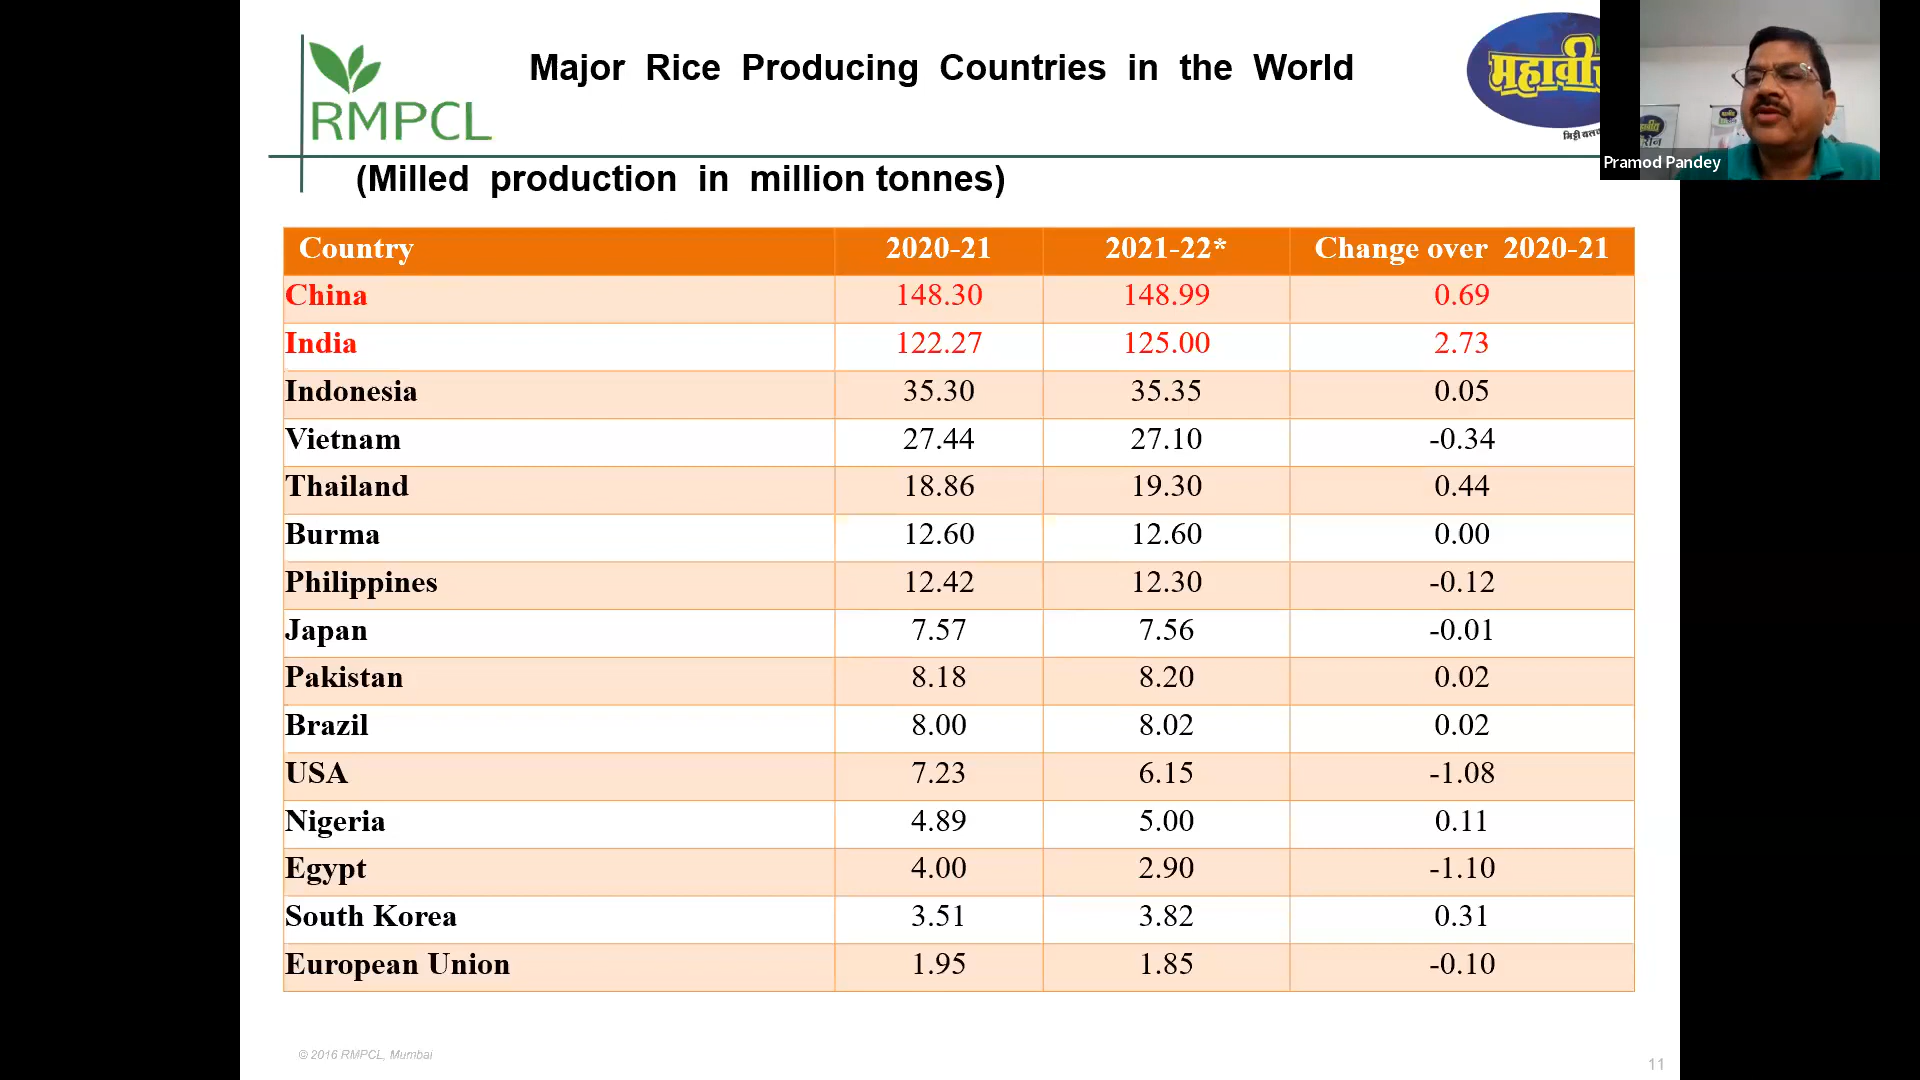 Major Rice Producing Countries in the World
RMPCL
(Milled production in million tonnes)
Pramod Pandey
Country 2020-21 2021-22* Change over 2020-21
China 148.30 148.99 0.69
India 122.27 125.00 2.73
Indonesia 35.30 35.35 0.05
Vietnam 27.44 27.10 -0.34
Thailand 18.86 19.30 0.44
Burma 12.60 12.60 0.00
Philippines 12.42 12.30 -0.12
Japan 7.57 7.56 -0.01
Pakistan 8.18 8.20 0.02
Brazil 8.00 8.02 0.02
USA 7.23 6.15 -1.08
Nigeria 4.89 5.00 0.11
Egypt 4.00 2.90 -1.10
South Korea 3.51 3.82 0.31
European Union 1.95 1.85 -0.10
© 2016 RMPCL, Mumbai
11